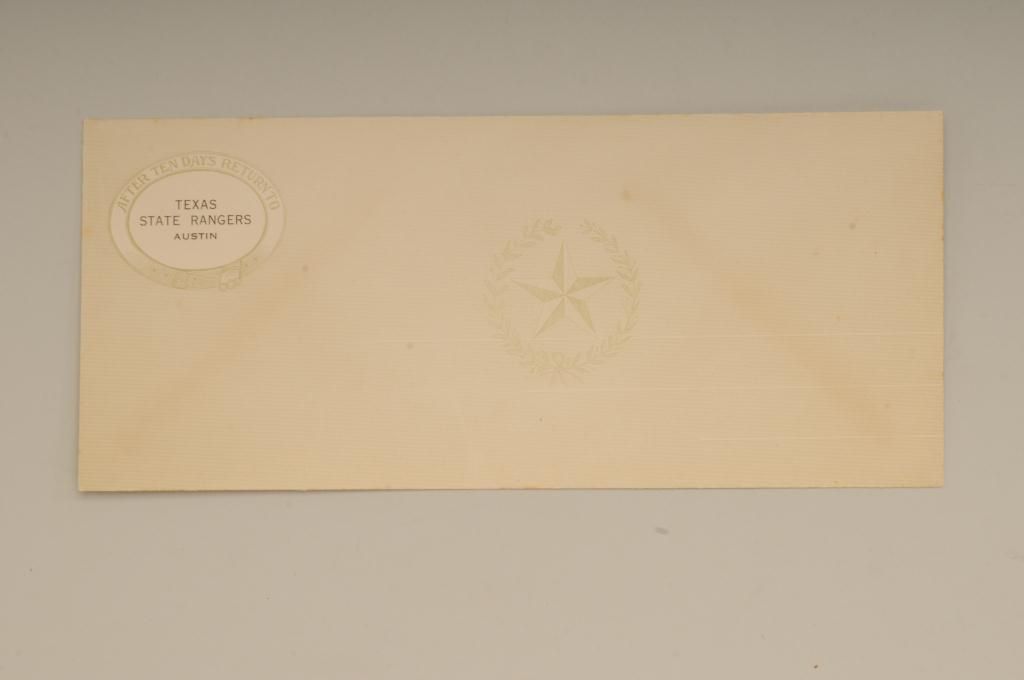 AFTER TEN DAYS RETURN TO
TEXAS
STATE RANGERS
AUSTIN